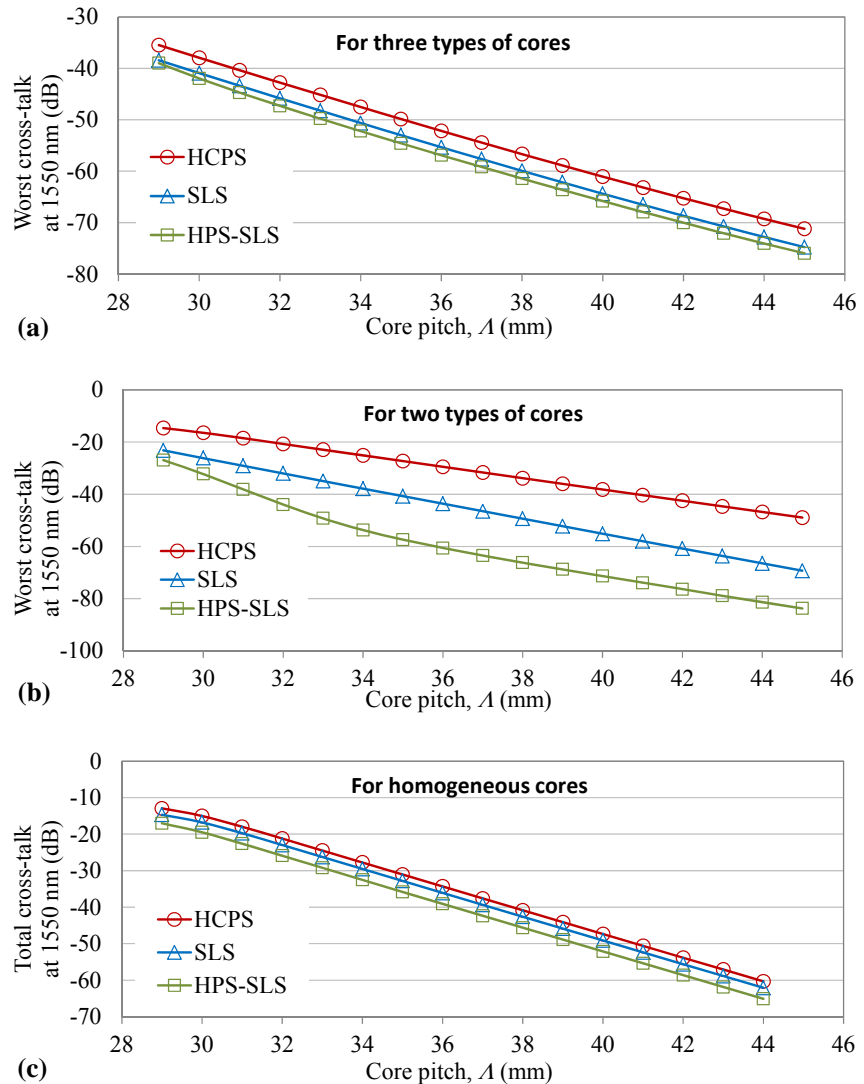 -30
-40
-50
-60
-70
-80
Worst cross-talk
at 1550 nm (dB)
For three types of cores
HCPS
SLS
HPS-SLS
28 30 32 34 36 38 40 42 44 46
(a)
Core pitch, Λ (mm)
0
-20
-40
-60
-80
-100
Worst cross-talk
at 1550 nm (dB)
For two types of cores
HCPS
SLS
HPS-SLS
28 30 32 34 36 38 40 42 44 46
(b)
Core pitch, Λ (mm)
0
-10
-20
-30
-40
-50
-60
-70
Total cross-talk
at 1550 nm (dB)
For homogeneous cores
HCPS
SLS
HPS-SLS
28 30 32 34 36 38 40 42 44 46
(c)
Core pitch, Λ (mm)